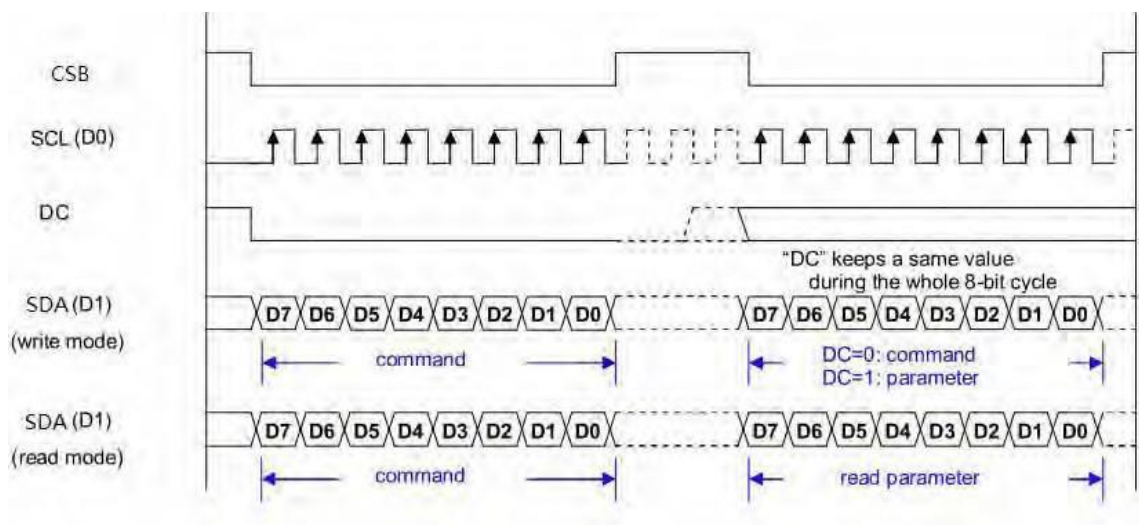 CSB
SCL (D0)
DC
"DC" keeps a same value
during the whole 8-bit cycle
SDA (D1)
(write mode)
D7 D6 D5 D4 D3 D2 D1 D0 D7 D6 D5 D4 D3 D2 D1 D0
command
DC=0: command
DC=1: parameter
SDA (D1)
(read mode)
D7 D6 D5 D4 D3 D2 D1 D0 D7 D6 D5 D4 D3 D2 D1 D0
command read parameter